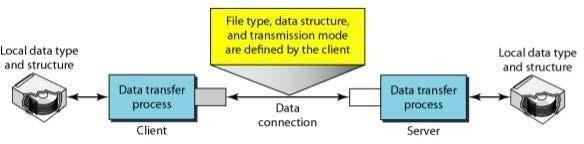 File type, data structure,
and transmission mode
are defined by the client
Local data type
and structure
Local data type
and structure
Data transfer
process
Data transfer
process
Data
connection
Client
Server